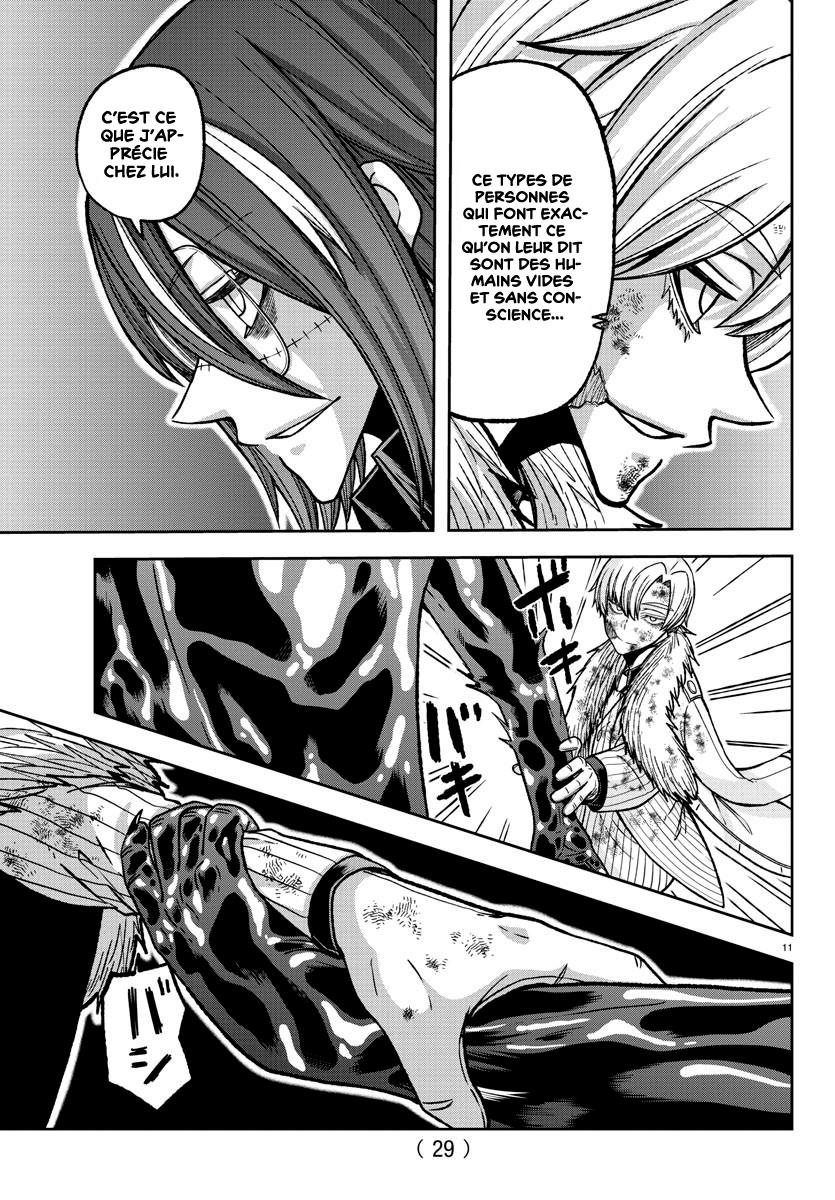 CE TYPES DE
PERSONNES
QUI FONT EXAC-
TEMENT CE
QU'ON LEUR DIT
SONT DES HU-
MAINS VIDES
ET SANS CON-
SCIENCE...
C'EST CE
QUE J'AP-
PRÉCIE
CHEZ LUI.
バキ
バキ
11
バシ
( 29 )